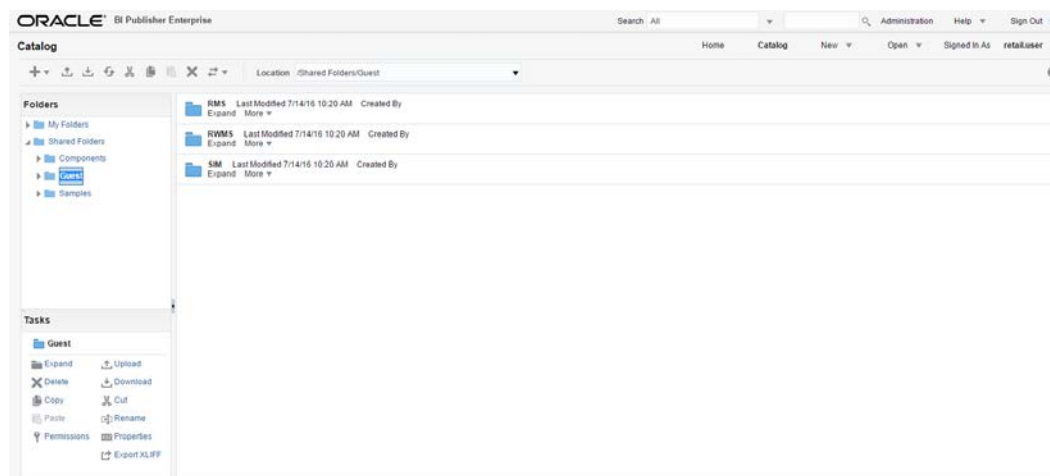 ORACLE BI Publisher Enterprise Search All Administration Help Sign Out
Catalog Home Catalog New Open Signed In As retail.user
Location /Shared Folders/Guest
Folders
My Folders
Shared Folders
Components
Guest
Samples
RMS Last Modified 7/14/16 10:20 AM Created By
Expand More
RWMS Last Modified 7/14/16 10:20 AM Created By
Expand More
SIM Last Modified 7/14/16 10:20 AM Created By
Expand More
Tasks
Guest
Expand Upload
Delete Download
Copy Cut
Paste Rename
Permissions Properties
Export XLIFF